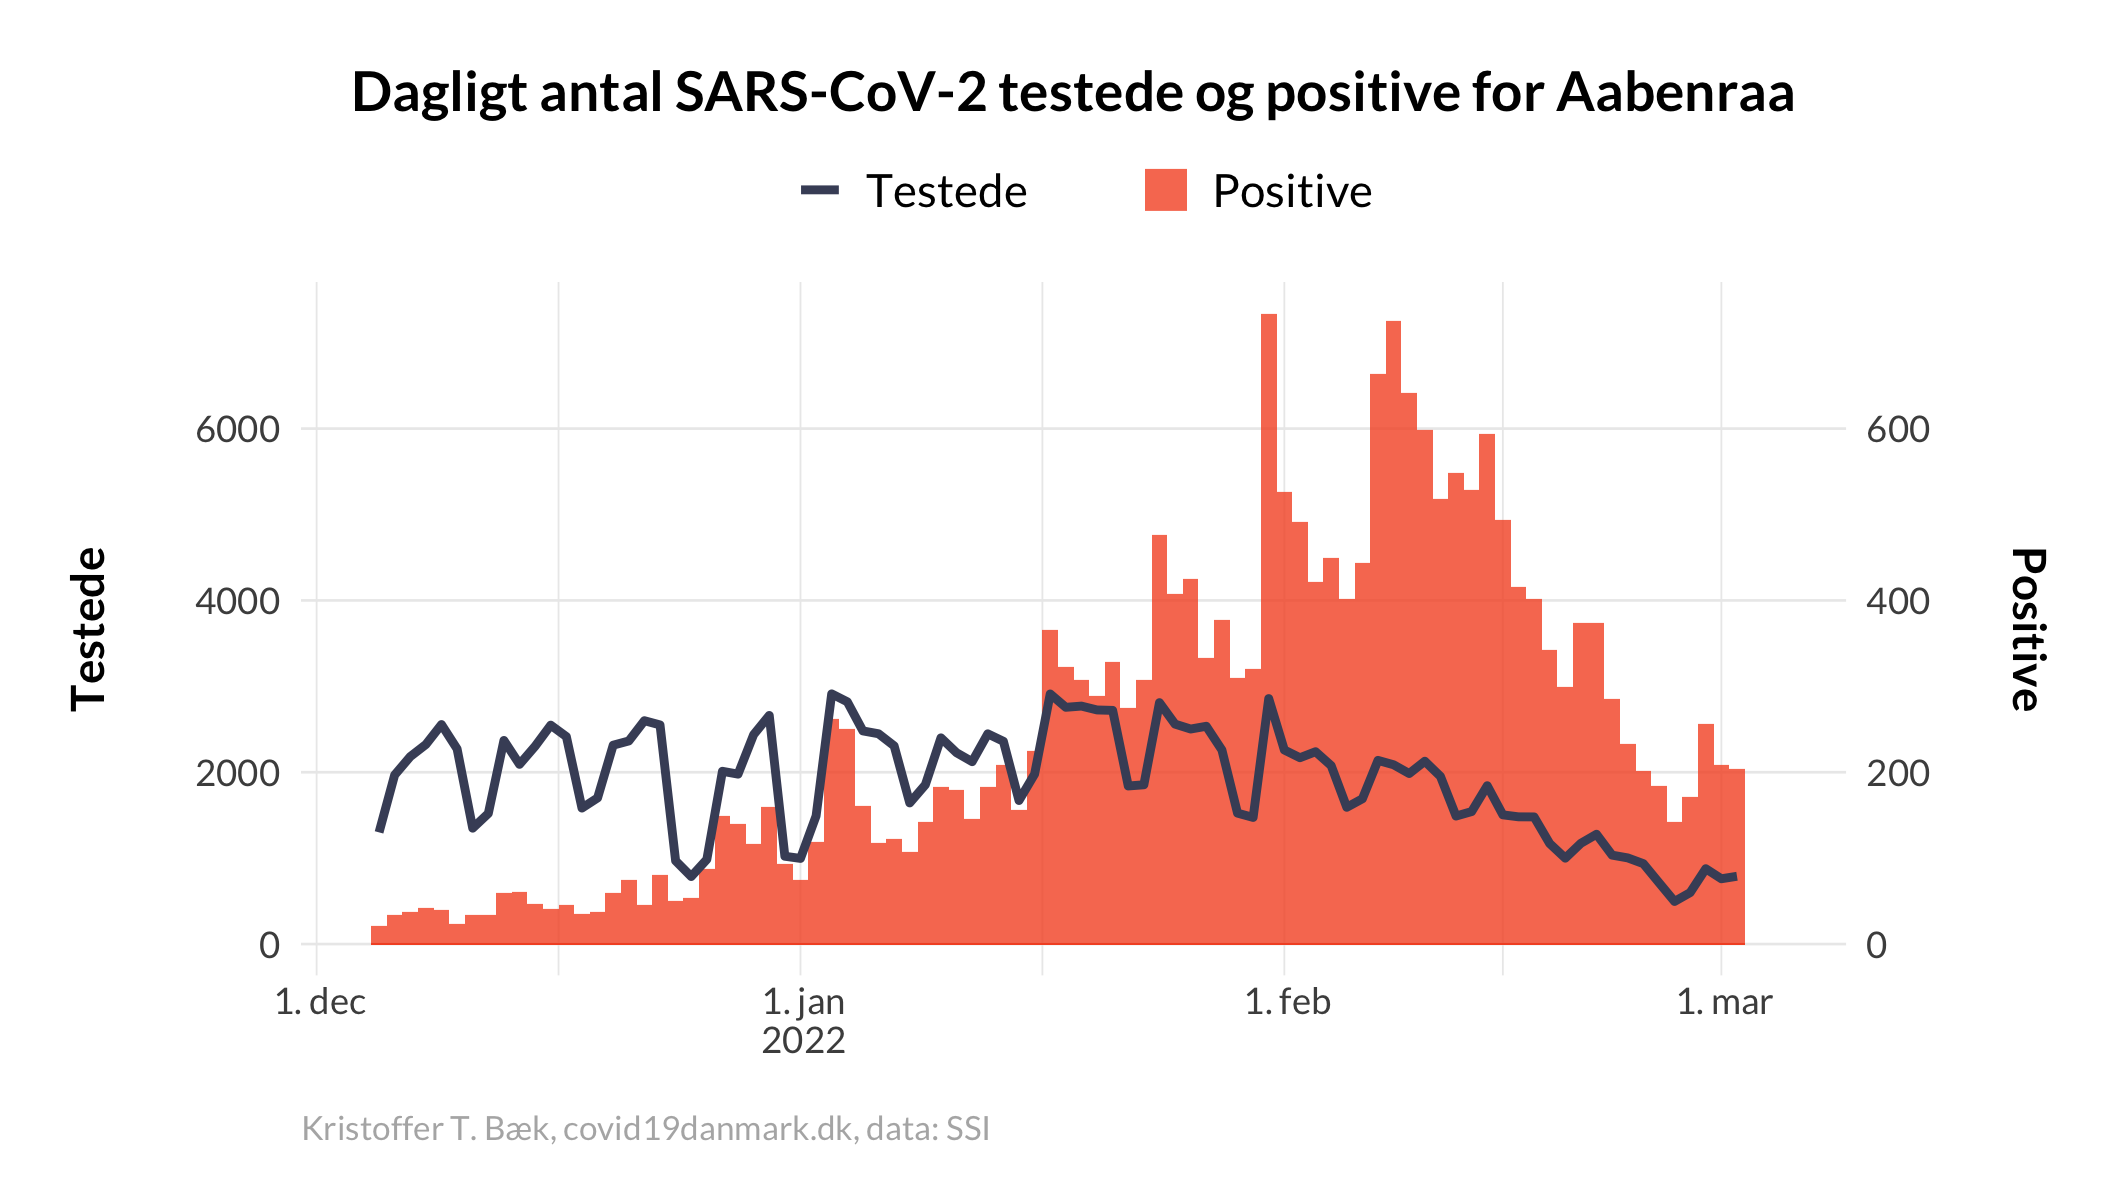 Dagligt antal SARS-CoV-2 testede og positive for Aabenraa
Testede
Positive
6000
4000
2000
0
600
400
200
0
Testede
Positive
1. dec
1. jan
2022
1. feb
1. mar
Kristoffer T. Bæk, covid19danmark.dk, data: SSI